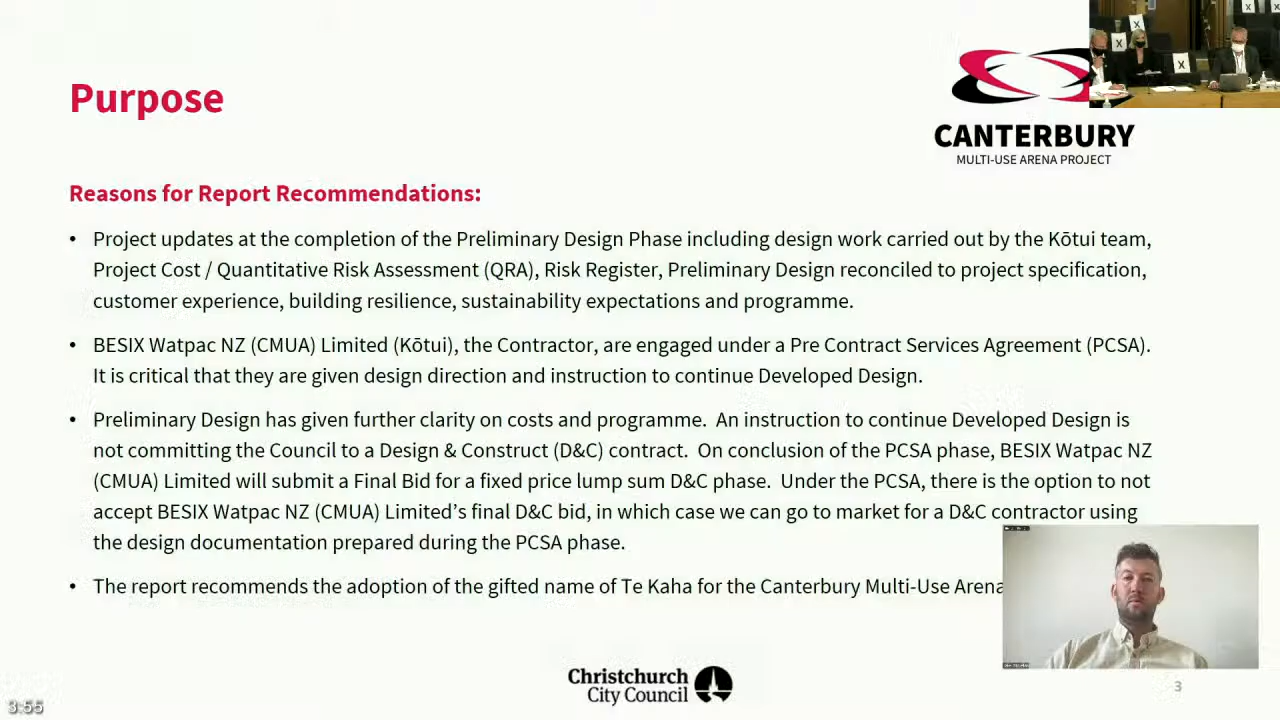 Purpose
CANTERBURY
MULTI-USE ARENA PROJECT
Reasons for Report Recommendations:
• Project updates at the completion of the Preliminary Design Phase including design work carried out by the Kōtui team,
Project Cost / Quantitative Risk Assessment (QRA), Risk Register, Preliminary Design reconciled to project specification,
customer experience, building resilience, sustainability expectations and programme.
• BESIX Watpac NZ (CMUA) Limited (Kōtui), the Contractor, are engaged under a Pre Contract Services Agreement (PCSA).
It is critical that they are given design direction and instruction to continue Developed Design.
• Preliminary Design has given further clarity on costs and programme.  An instruction to continue Developed Design is
not committing the Council to a Design & Construct (D&C) contract.  On conclusion of the PCSA phase, BESIX Watpac NZ
(CMUA) Limited will submit a Final Bid for a fixed price lump sum D&C phase.  Under the PCSA, there is the option to not
accept BESIX Watpac NZ (CMUA) Limited’s final D&C bid, in which case we can go to market for a D&C contractor using
the design documentation prepared during the PCSA phase.
• The report recommends the adoption of the gifted name of Te Kaha for the Canterbury Multi-Use Arena
Christchurch
City Council
3
3:55
X
X
X
X
X